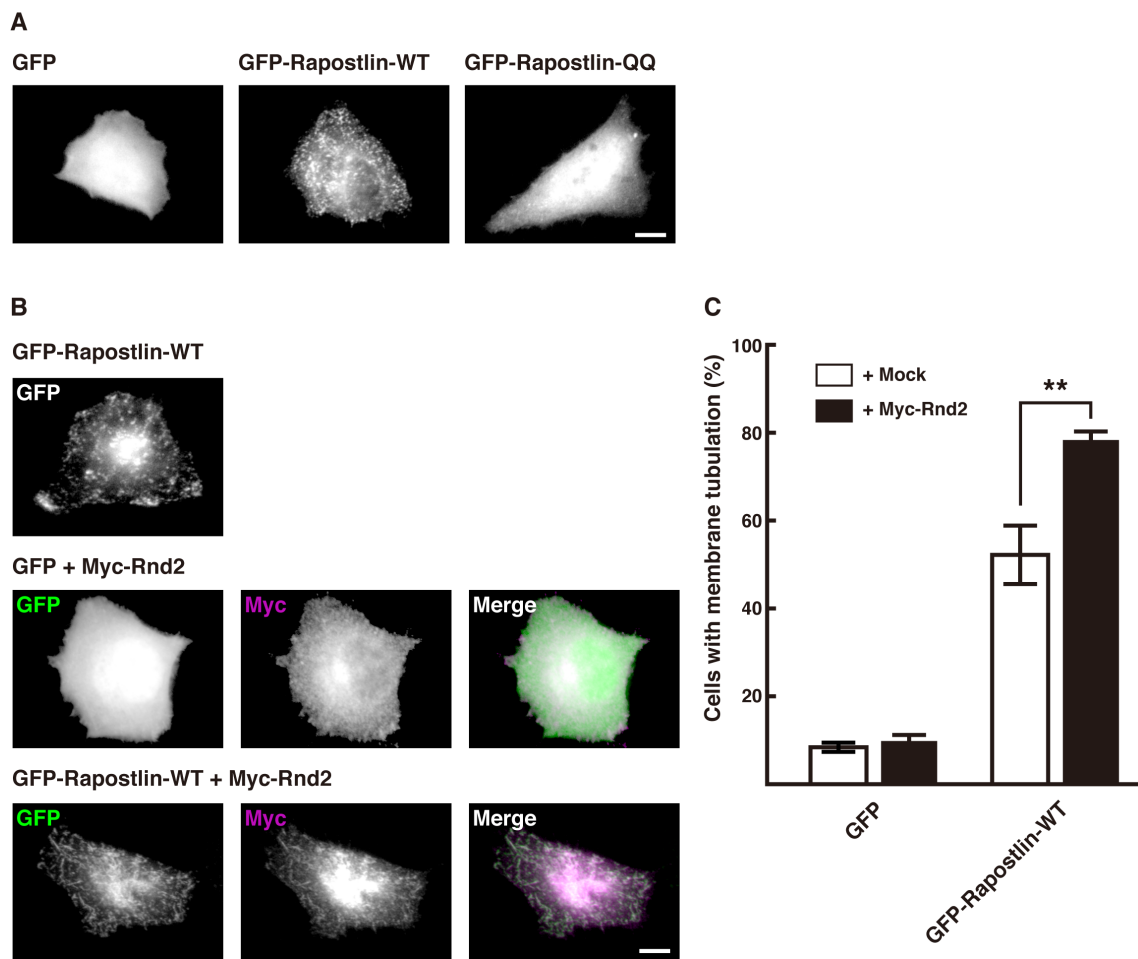 A
GFP
GFP-Rapostlin-WT
GFP-Rapostlin-QQ
B
GFP-Rapostlin-WT
GFP
GFP + Myc-Rnd2
GFP
Myc
Merge
GFP-Rapostlin-WT + Myc-Rnd2
GFP
Myc
Merge
C
Cells with membrane tubulation (%)
100
80
60
40
20
+ Mock
+ Myc-Rnd2
**
GFP
GFP-Rapostlin-WT